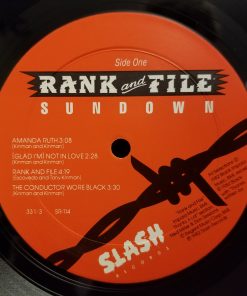 Side One
RANK and FILE
SUNDOWN
AMANDA RUTH 3:08
(Kinman and Kinman)
(GLAD I'M) NOT IN LOVE 2:28
(Kinman and Kinman)
RANK AND FILE 4:19
(Escovedo and Tony Kinman)
THE CONDUCTOR WORE BLACK 3:30
(Kinman and Kinman)
33 1/3 SR-114
SLASH
RECORDS